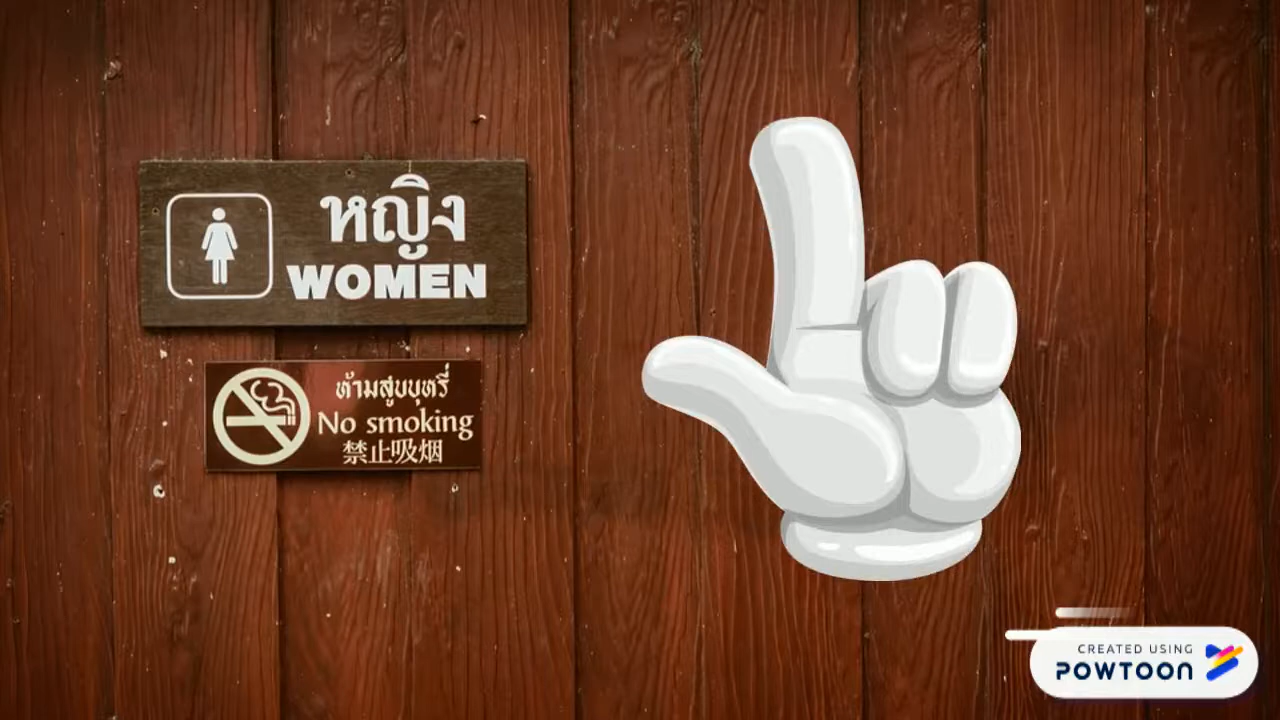 หญิง
WOMEN
ห้ามสูบบุหรี่
No smoking
禁止吸烟
CREATED USING
POWTOON